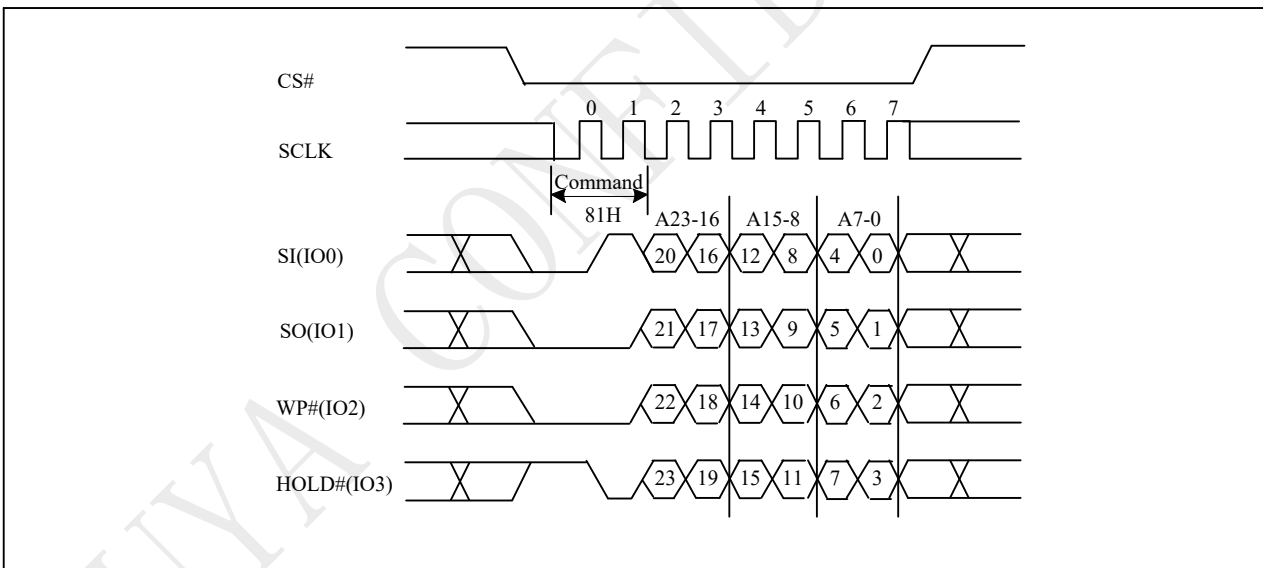 CS#
0 1 2 3 4 5 6 7
SCLK
Command
81H
A23-16 A15-8 A7-0
SI(IO0)
20 16 12 8 4 0
SO(IO1)
21 17 13 9 5 1
WP#(IO2)
22 18 14 10 6 2
HOLD#(IO3)
23 19 15 11 7 3